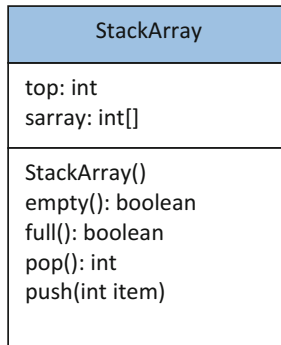 StackArray
top: int
sarray: int[]
StackArray()
empty(): boolean
full(): boolean
pop(): int
push(int item)